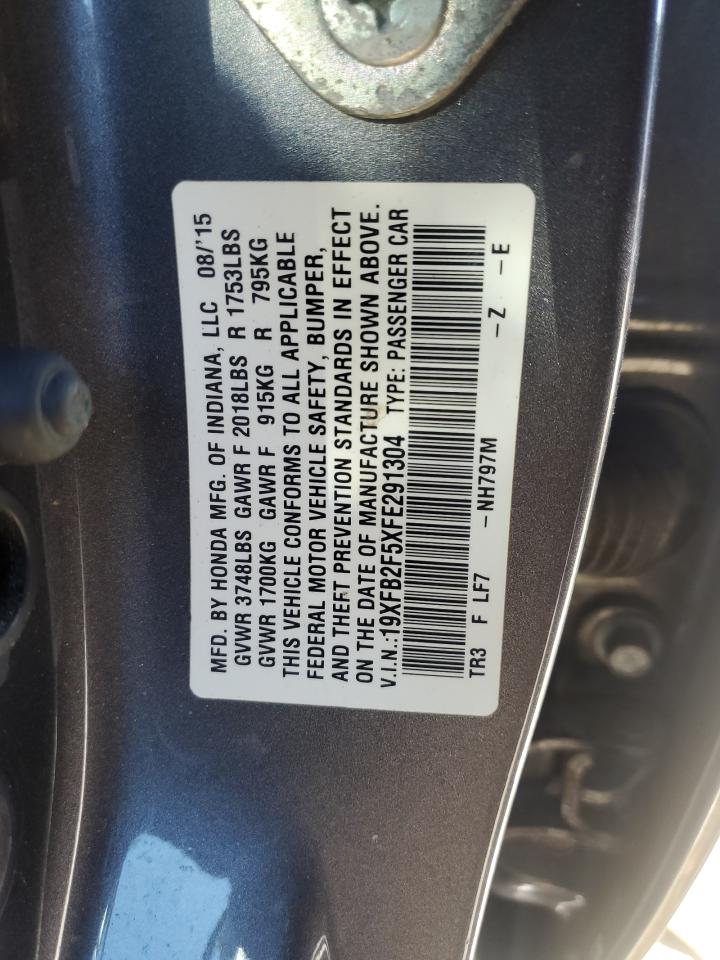 MFD. BY HONDA MFG. OF INDIANA, LLC 08/'15
GVWR 3748LBS GAWR F 2018LBS R 1753LBS
GVWR 1700KG GAWR F 915KG R 795KG
THIS VEHICLE CONFORMS TO ALL APPLICABLE
FEDERAL MOTOR VEHICLE SAFETY, BUMPER,
AND THEFT PREVENTION STANDARDS IN EFFECT
ON THE DATE OF MANUFACTURE SHOWN ABOVE.
V.I.N.:19XFB2F5XFE291304 TYPE: PASSENGER CAR
TR3 F LF7 -NH797M -Z -E